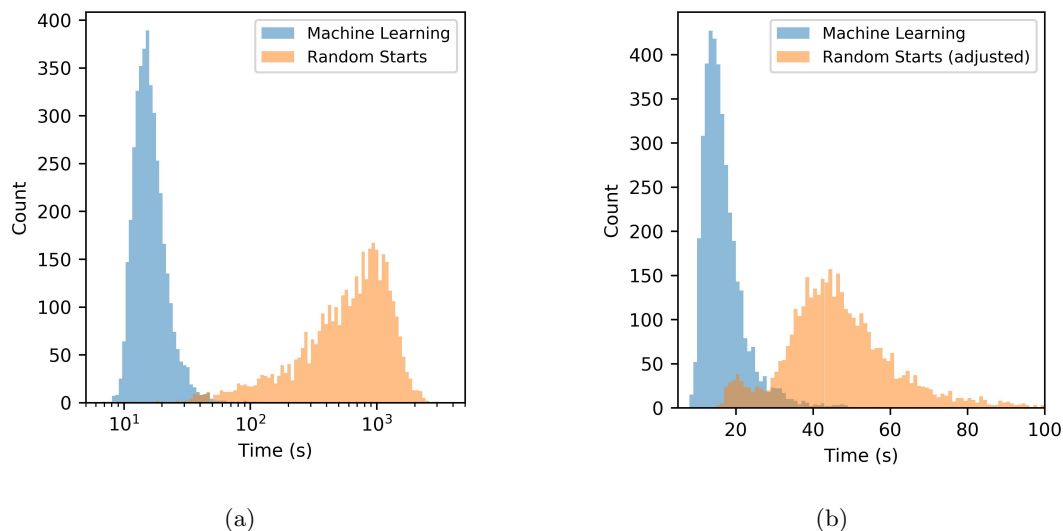 Machine Learning
Random Starts
Count
400
350
300
250
200
150
100
50
0
10¹
10²
10³
Time (s)
(a)
Machine Learning
Random Starts (adjusted)
Count
400
350
300
250
200
150
100
50
0
20
40
60
80
100
Time (s)
(b)